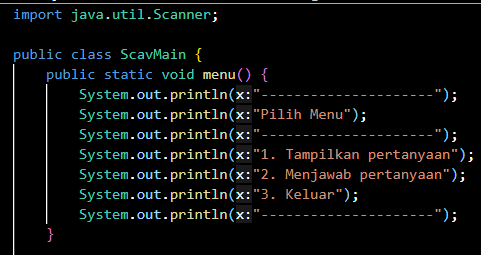 import java.util.Scanner;
public class ScavMain {
public static void menu() {
System.out.println(x:"---------------------");
System.out.println(x:"Pilih Menu");
System.out.println(x:"---------------------");
System.out.println(x:"1. Tampilkan pertanyaan");
System.out.println(x:"2. Menjawab pertanyaan");
System.out.println(x:"3. Keluar");
System.out.println(x:"---------------------");
}